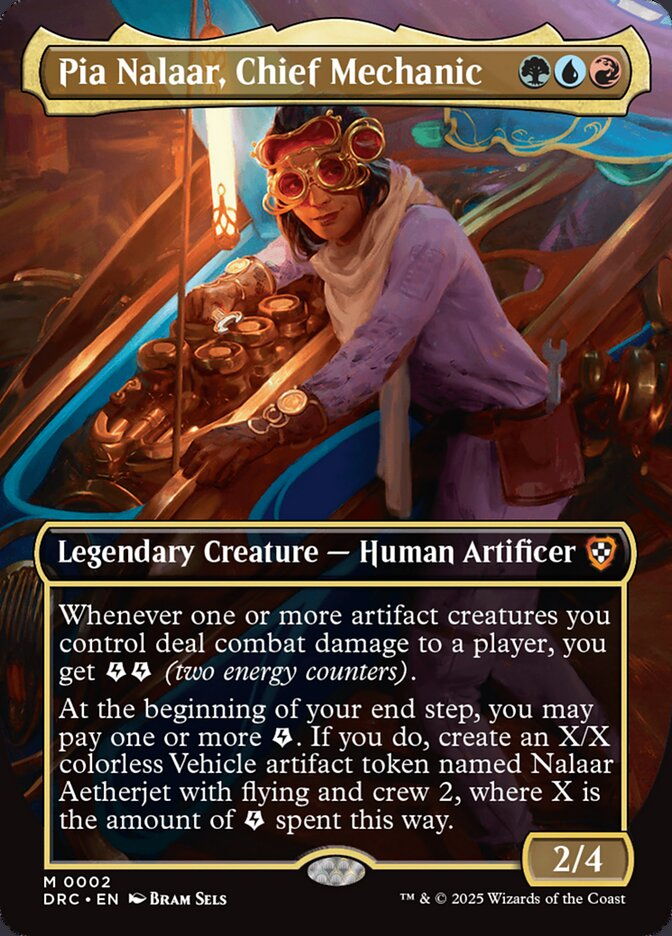 Pia Nalaar, Chief Mechanic
Legendary Creature — Human Artificer
Whenever one or more artifact creatures you
control deal combat damage to a player, you
get (two energy counters).
At the beginning of your end step, you may
pay one or more . If you do, create an X/X
colorless Vehicle artifact token named Nalaar
Aetherjet with flying and crew 2, where X is
the amount of spent this way.
2/4
M 0002
DRC • EN Bram Sels
™ & © 2025 Wizards of the Coast